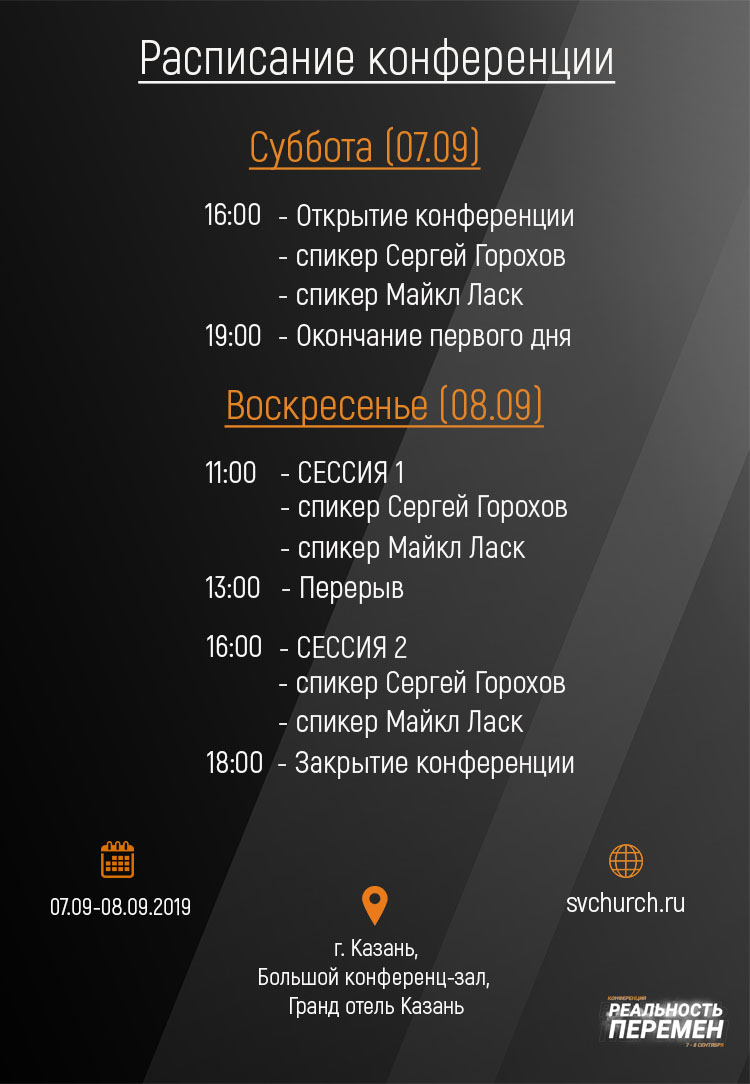 Расписание конференции
Суббота (07.09)
16:00 - Открытие конференции
- спикер Сергей Горохов
- спикер Майкл Ласк
19:00 - Окончание первого дня
Воскресенье (08.09)
11:00 - СЕССИЯ 1
- спикер Сергей Горохов
- спикер Майкл Ласк
13:00 - Перерыв
16:00 - СЕССИЯ 2
- спикер Сергей Горохов
- спикер Майкл Ласк
18:00 - Закрытие конференции
07.09-08.09.2019
svchurch.ru
г. Казань,
Большой конференц-зал,
Гранд отель Казань
КОНФЕРЕНЦИЯ
РЕАЛЬНОСТЬ
ПЕРЕМЕН
7 - 8 СЕНТЯБРЯ